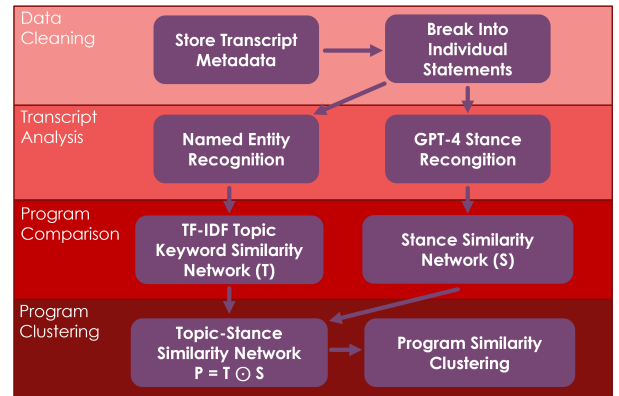 Data
Cleaning
Store Transcript
Metadata
Break Into
Individual
Statements
Transcript
Analysis
Named Entity
Recognition
GPT-4 Stance
Recongition
Program
Comparison
TF-IDF Topic
Keyword Similarity
Network (T)
Stance Similarity
Network (S)
Program
Clustering
Topic-Stance
Similarity Network
P = T ⊙ S
Program Similarity
Clustering